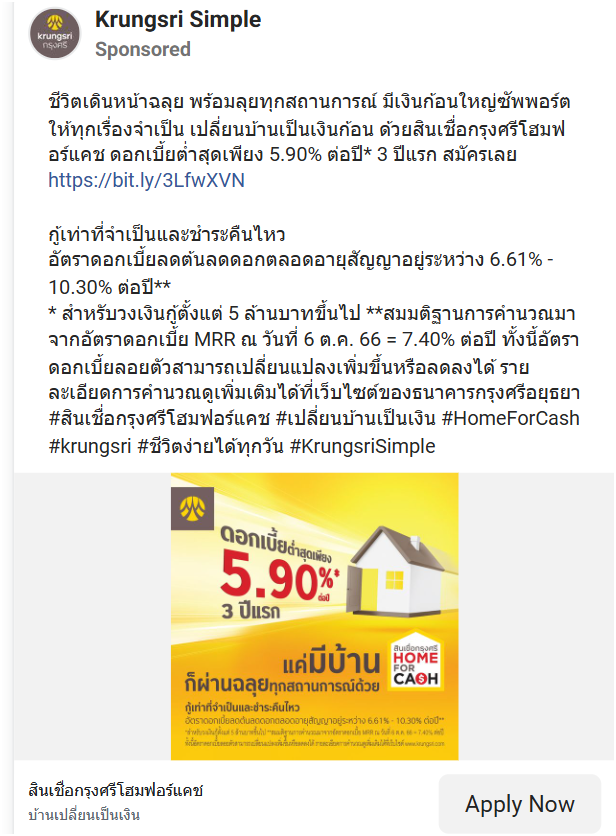 krungsri
กรุงศรี
Krungsri Simple
Sponsored
ชีวิตเดินหน้าฉลุย พร้อมลุยทุกสถานการณ์ มีเงินก้อนใหญ่ซัพพอร์ต
ให้ทุกเรื่องจำเป็น เปลี่ยนบ้านเป็นเงินก้อน ด้วยสินเชื่อกรุงศรีโฮมฟ
อร์แคช ดอกเบี้ยต่ำสุดเพียง 5.90% ต่อปี* 3 ปีแรก สมัครเลย
https://bit.ly/3LfwXVN
กู้เท่าที่จำเป็นและชำระคืนไหว
อัตราดอกเบี้ยลดต้นลดดอกตลอดอายุสัญญาอยู่ระหว่าง 6.61% -
10.30% ต่อปี**
* สำหรับวงเงินกู้ตั้งแต่ 5 ล้านบาทขึ้นไป **สมมติฐานการคำนวณมา
จากอัตราดอกเบี้ย MRR ณ วันที่ 6 ต.ค. 66 = 7.40% ต่อปี ทั้งนี้อัตรา
ดอกเบี้ยลอยตัวสามารถเปลี่ยนแปลงเพิ่มขึ้นหรือลดลงได้ ราย
ละเอียดการคำนวณดูเพิ่มเติมได้ที่เว็บไซต์ของธนาคารกรุงศรีอยุธยา
#สินเชื่อกรุงศรีโฮมฟอร์แคช #เปลี่ยนบ้านเป็นเงิน #HomeForCash
#krungsri #ชีวิตง่ายได้ทุกวัน #KrungsriSimple
ดอกเบี้ยต่ำสุดเพียง
5.90%*
ต่อปี
3 ปีแรก
แค่มีบ้าน
ก็ผ่านฉลุยทุกสถานการณ์ด้วย
สินเชื่อกรุงศรี
HOME
FOR
CA$H
กู้เท่าที่จำเป็นและชำระคืนไหว
อัตราดอกเบี้ยลดต้นลดดอกตลอดอายุสัญญาอยู่ระหว่าง 6.61% - 10.30% ต่อปี**
สินเชื่อกรุงศรีโฮมฟอร์แคช
บ้านเปลี่ยนเป็นเงิน
Apply Now